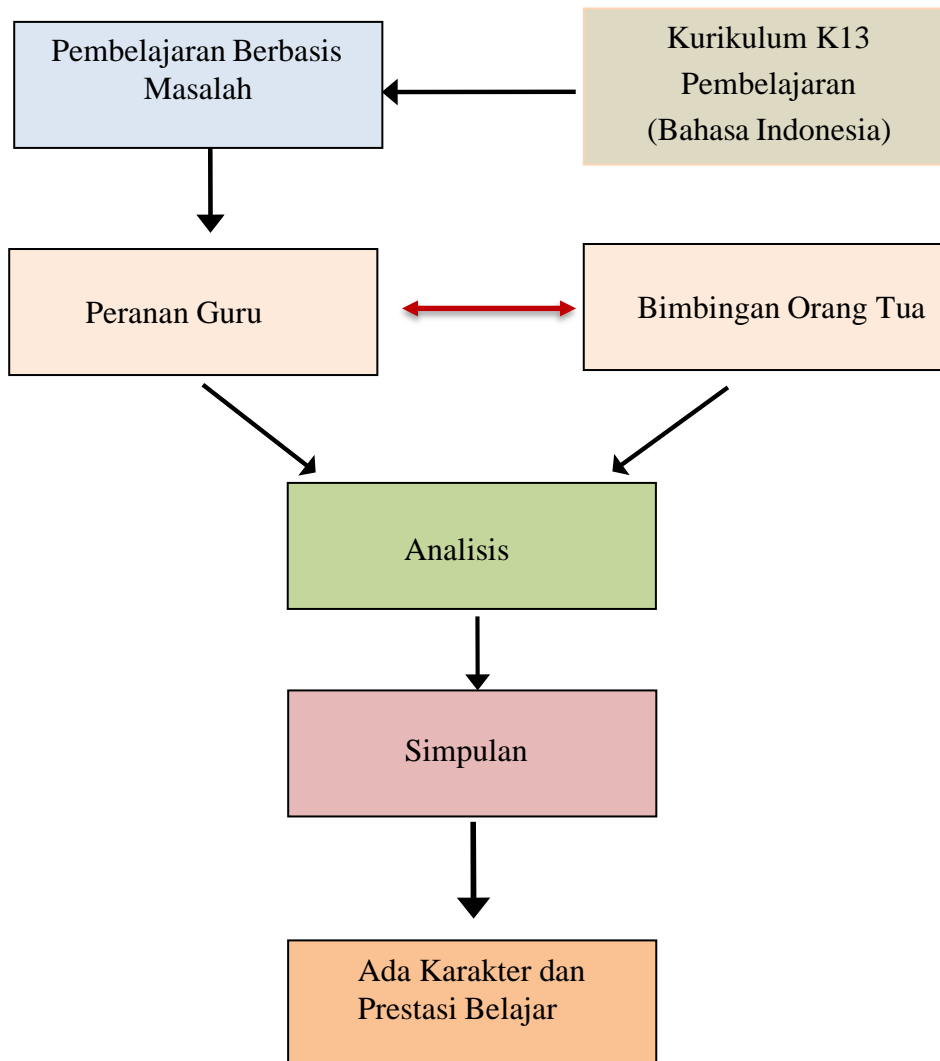 Pembelajaran Berbasis
Masalah
Kurikulum K13
Pembelajaran
(Bahasa Indonesia)
Peranan Guru
Bimbingan Orang Tua
Analisis
Simpulan
Ada Karakter dan
Prestasi Belajar